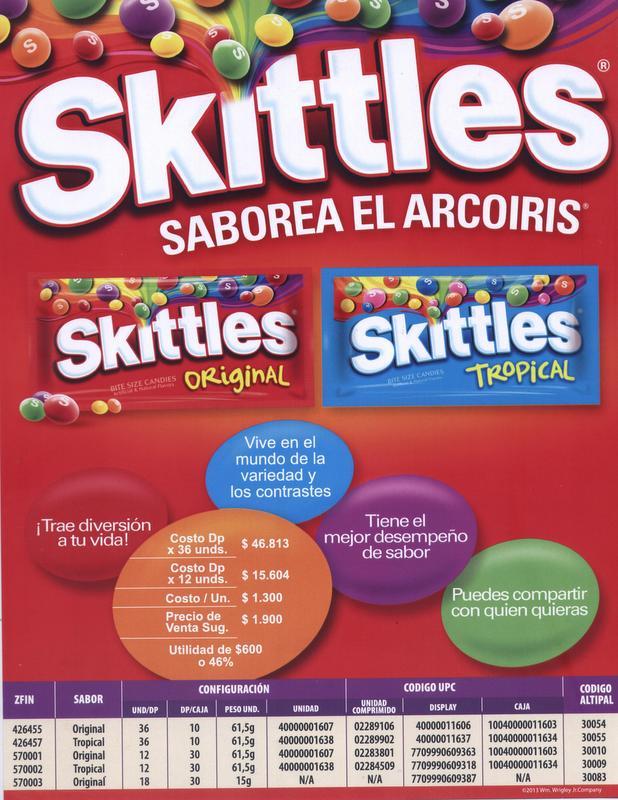 Skittles®
SABOREA EL ARCOIRIS®
Skittles
BITE SIZE CANDIES
Artificial & Natural Flavors
ORiGiNAL
Skittles
BITE SIZE CANDIES
Artificial & Natural Flavors
TROPiCAL
Vive en el
mundo de la
variedad y
los contrastes
¡Trae diversión
a tu vida!
Costo Dp
x 36 unds. $ 46.813
Costo Dp
x 12 unds. $ 15.604
Costo / Un. $ 1.300
Precio de
Venta Sug. $ 1.900
Utilidad de $600
o 46%
Tiene el
mejor desempeño
de sabor
Puedes compartir
con quien quieras
ZFIN SABOR CONFIGURACIÓN CODIGO UPC CODIGO ALTIPAL
UND/DP DP/CAJA PESO UND. UNIDAD UNIDAD COMPRIMIDO DISPLAY CAJA
426455 Original 36 10 61,5g 40000001607 02289106 40000011606 10040000011603 30054
426457 Tropical 36 10 61,5g 40000001638 02289902 40000011637 10040000011634 30055
570001 Original 12 30 61,5g 40000001607 02283801 7709990609363 10040000011603 30010
570002 Tropical 12 30 61,5g 40000001638 02284509 7709990609318 10040000011634 30009
570003 Original 18 30 15g N/A N/A 7709990609387 N/A 30083
©2013 Wm. Wrigley Jr.Company